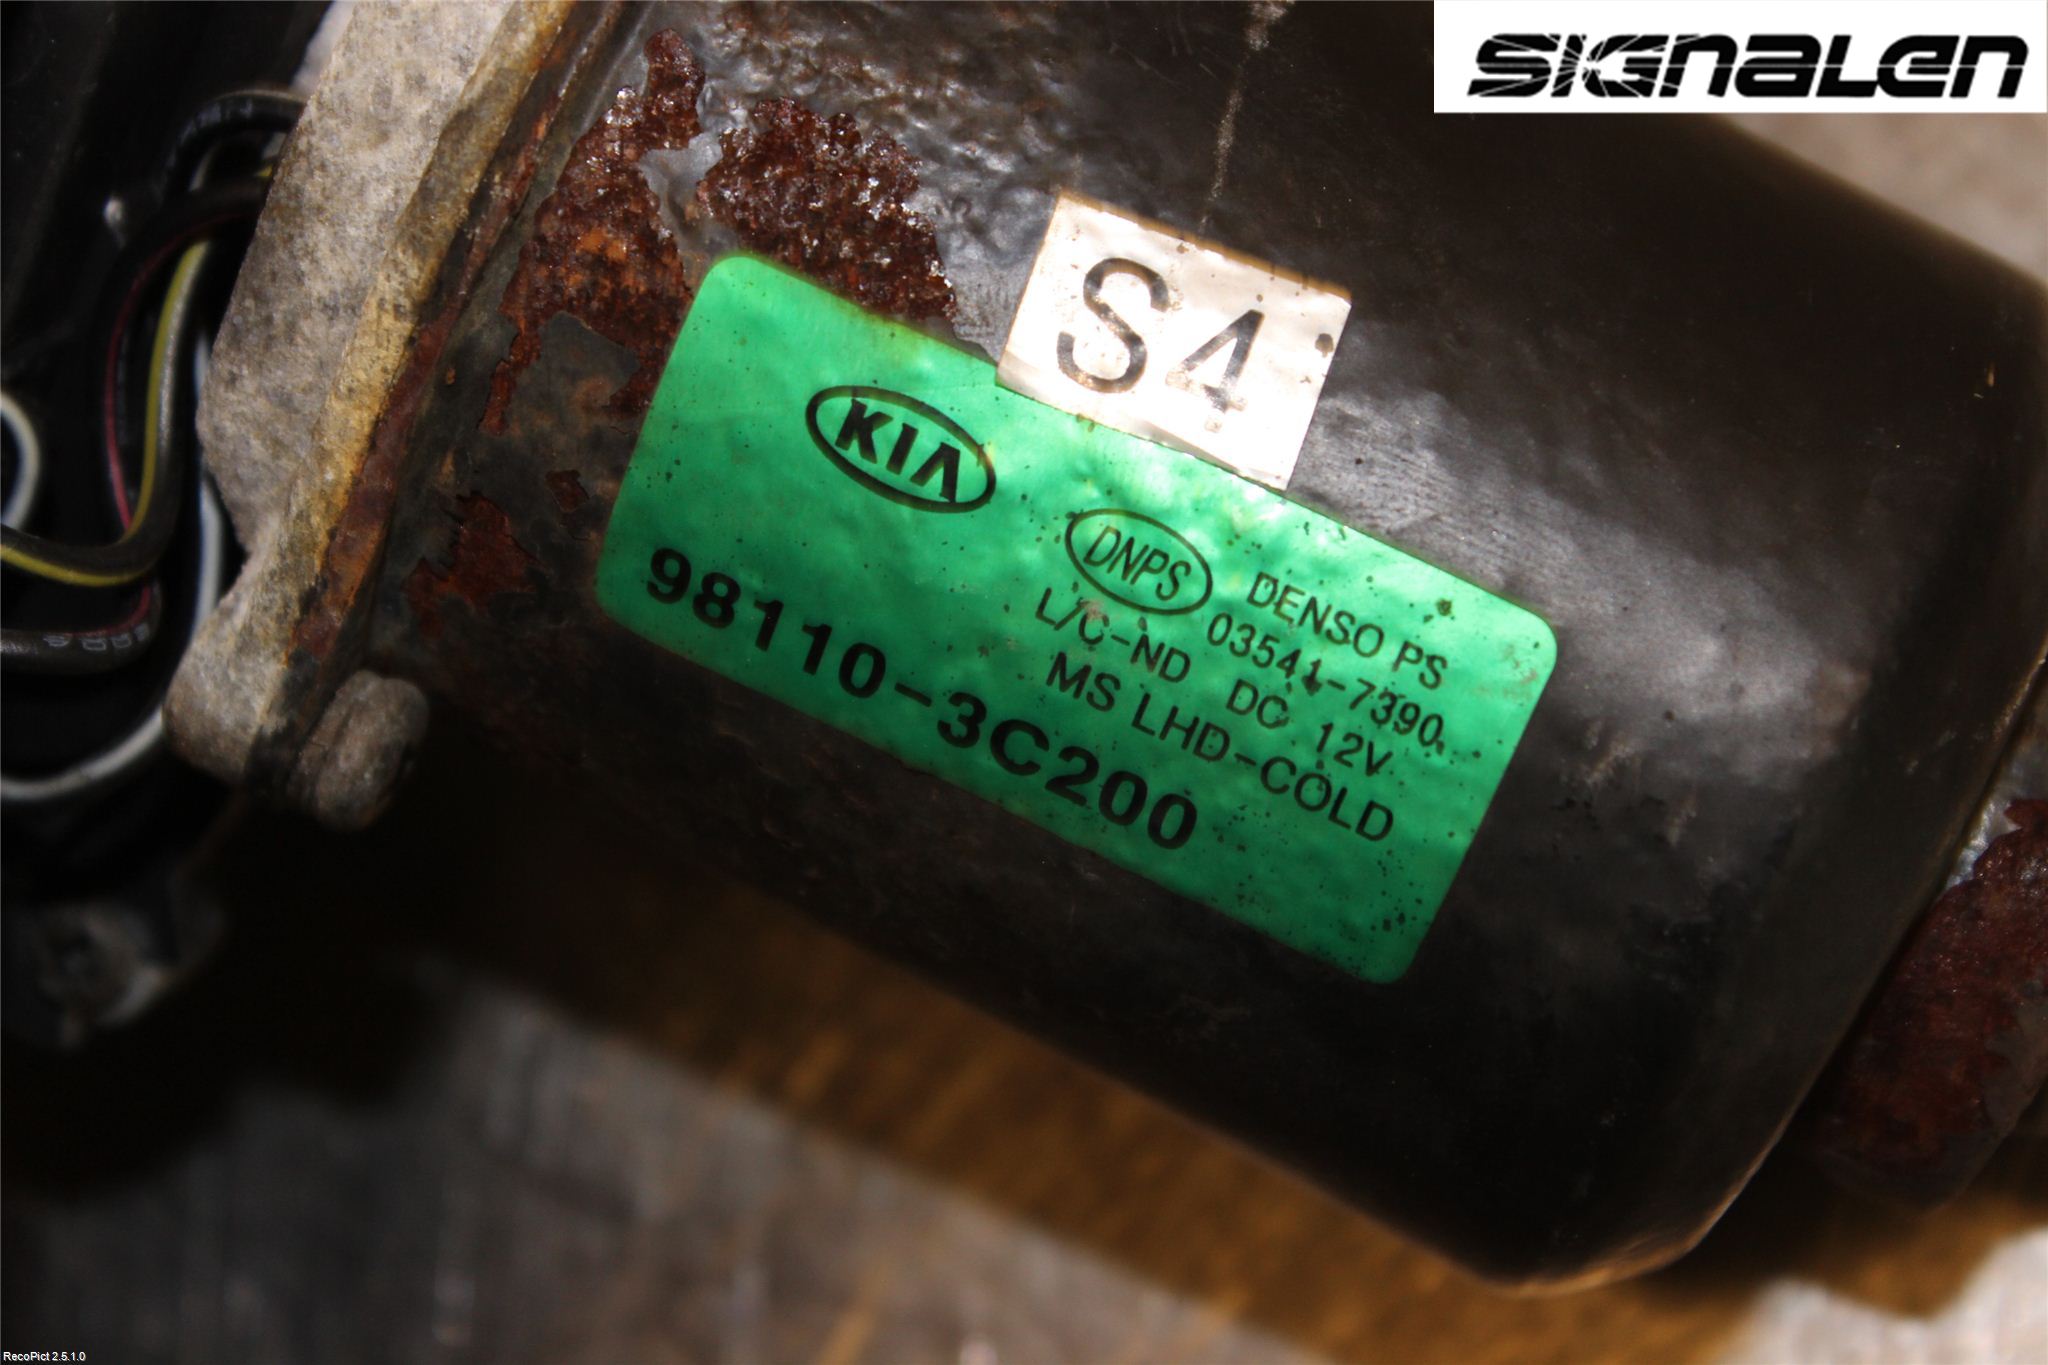 SIGNALEN
S4
KIA
DNPS DENSO PS
03541-7390
L/C-ND DC 12V
MS LHD-COLD
98110-3C200
RecoPict 2.5.1.0